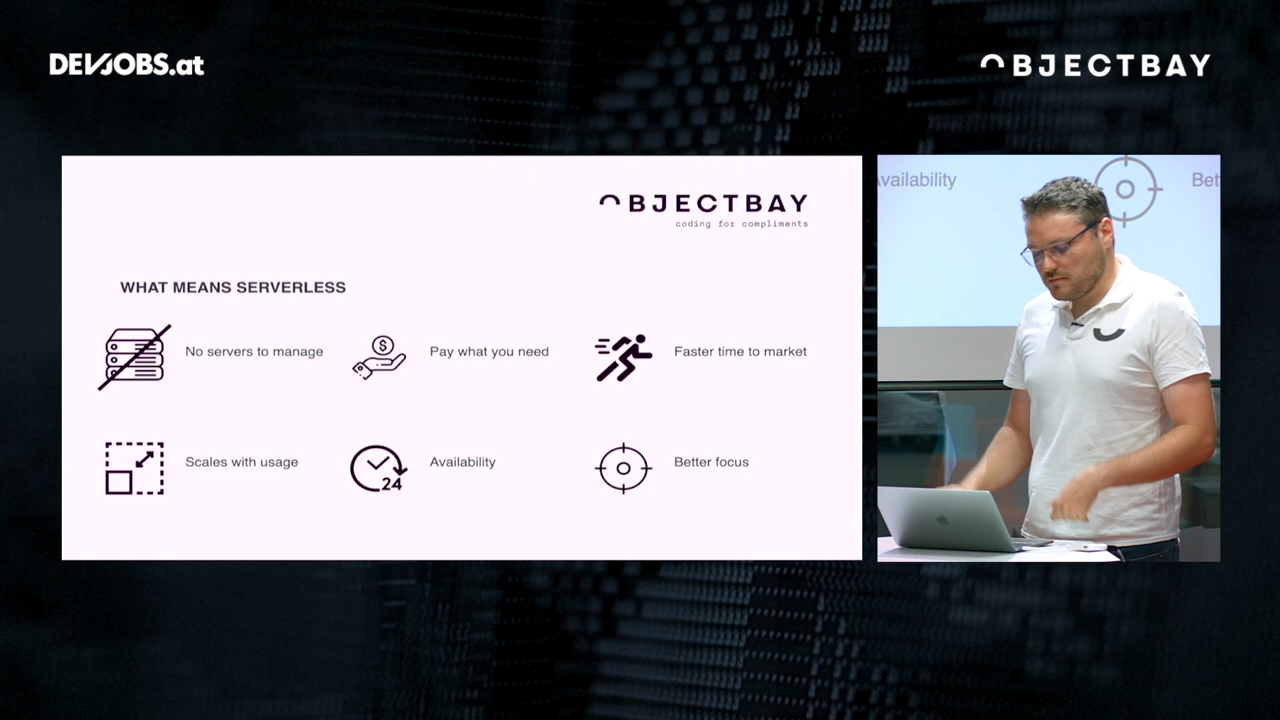 DEVJOBS.at
OBJECTBAY
OBJECTBAY
coding for compliments
WHAT MEANS SERVERLESS
No servers to manage
$
Pay what you need
Faster time to market
Scales with usage
24
Availability
Better focus
Availability
Bet